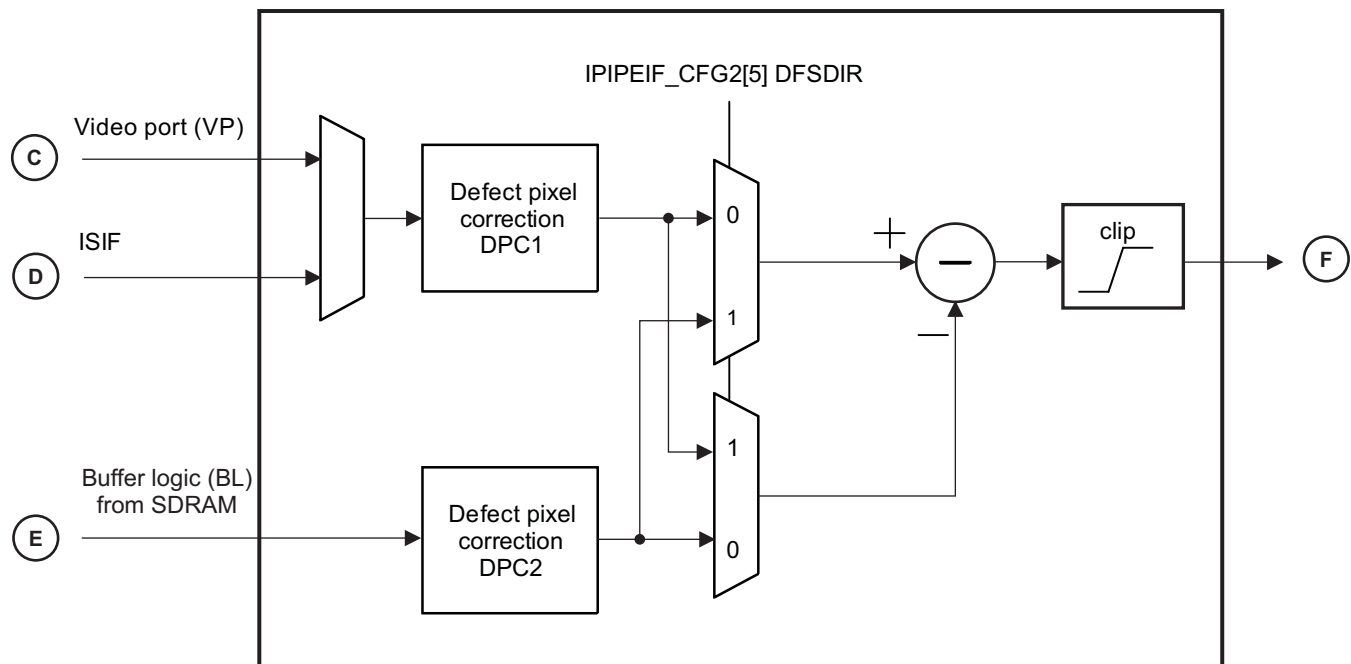 IPIPEIF_CFG2[5] DFSDIR
Video port (VP)
C
Defect pixel
correction
DPC1
0
+
clip
ISIF
D
−
F
1
−
1
Buffer logic (BL)
from SDRAM
E
Defect pixel
correction
DPC2
0